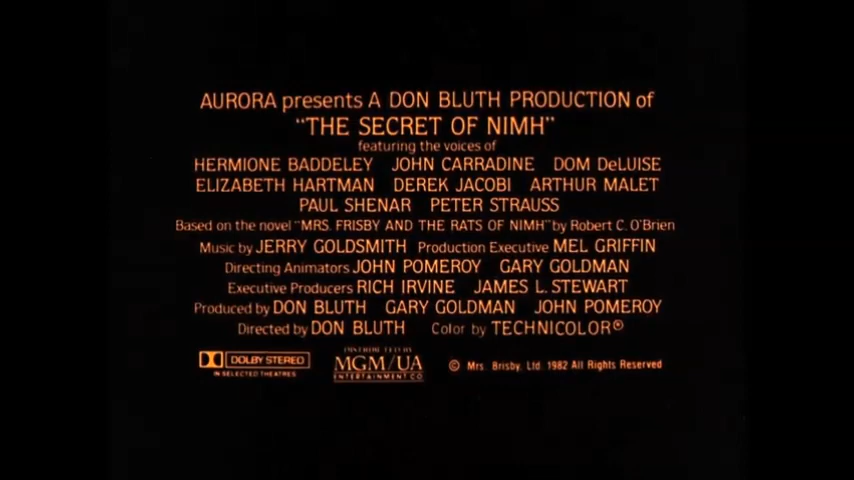 AURORA presents A DON BLUTH PRODUCTION of
"THE SECRET OF NIMH"
featuring the voices of
HERMIONE BADDELEY JOHN CARRADINE DOM DeLUISE
ELIZABETH HARTMAN DEREK JACOBI ARTHUR MALET
PAUL SHENAR PETER STRAUSS
Based on the novel "MRS. FRISBY AND THE RATS OF NIMH" by Robert C. O'Brien
Music by JERRY GOLDSMITH Production Executive MEL GRIFFIN
Directing Animators JOHN POMEROY GARY GOLDMAN
Executive Producers RICH IRVINE JAMES L. STEWART
Produced by DON BLUTH GARY GOLDMAN JOHN POMEROY
Directed by DON BLUTH Color by TECHNICOLOR®
DOLBY STEREO
IN SELECTED THEATRES
DISTRIBUTED BY
MGM/UA
ENTERTAINMENT CO.
© Mrs. Brisby, Ltd. 1982 All Rights Reserved